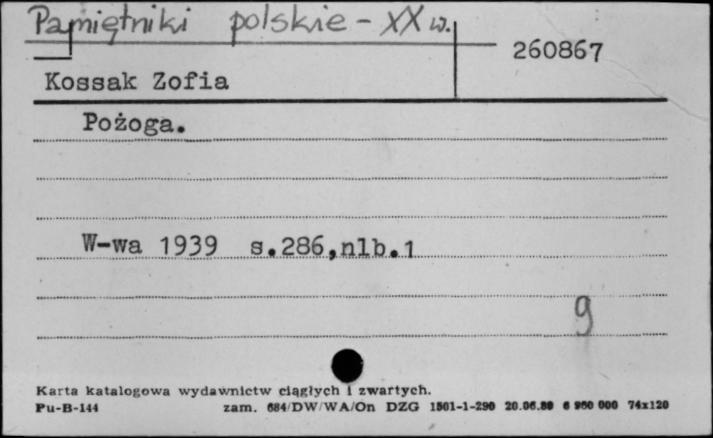 Pamiętniki polskie - XX w.
260867
Kossak Zofia
Pożoga.
W-wa 1939 s.286,nlb.1
9
Karta katalogowa wydawnictw ciągłych i zwartych.
Pu-B-144 zam. 684/DW/WA/On DZG 1501-1-290 20.06.80 6 950 000 74x120